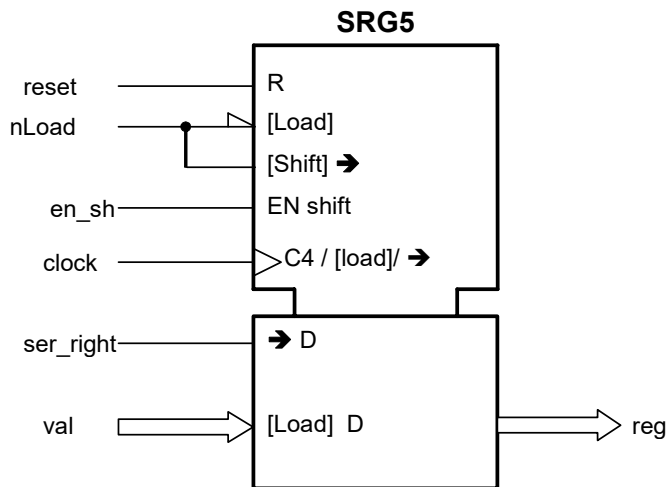 SRG5
reset R
nLoad [Load]
[Shift] ➔
en_sh EN shift
clock C4 / [load]/ ➔
ser_right ➔ D
val [Load] D reg